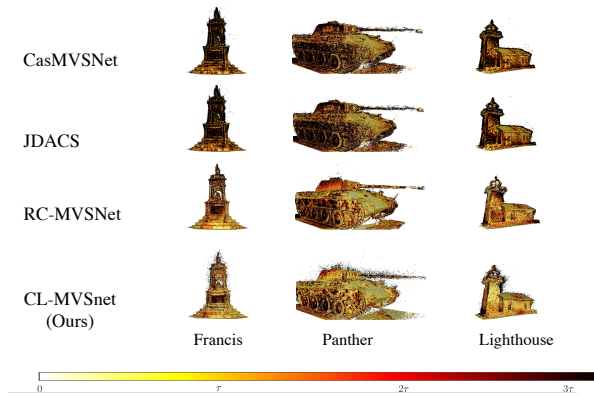 CasMVSNet
JDACS
RC-MVSNet
CL-MVSnet
(Ours)
Francis Panther Lighthouse
0 τ 2τ 3τ